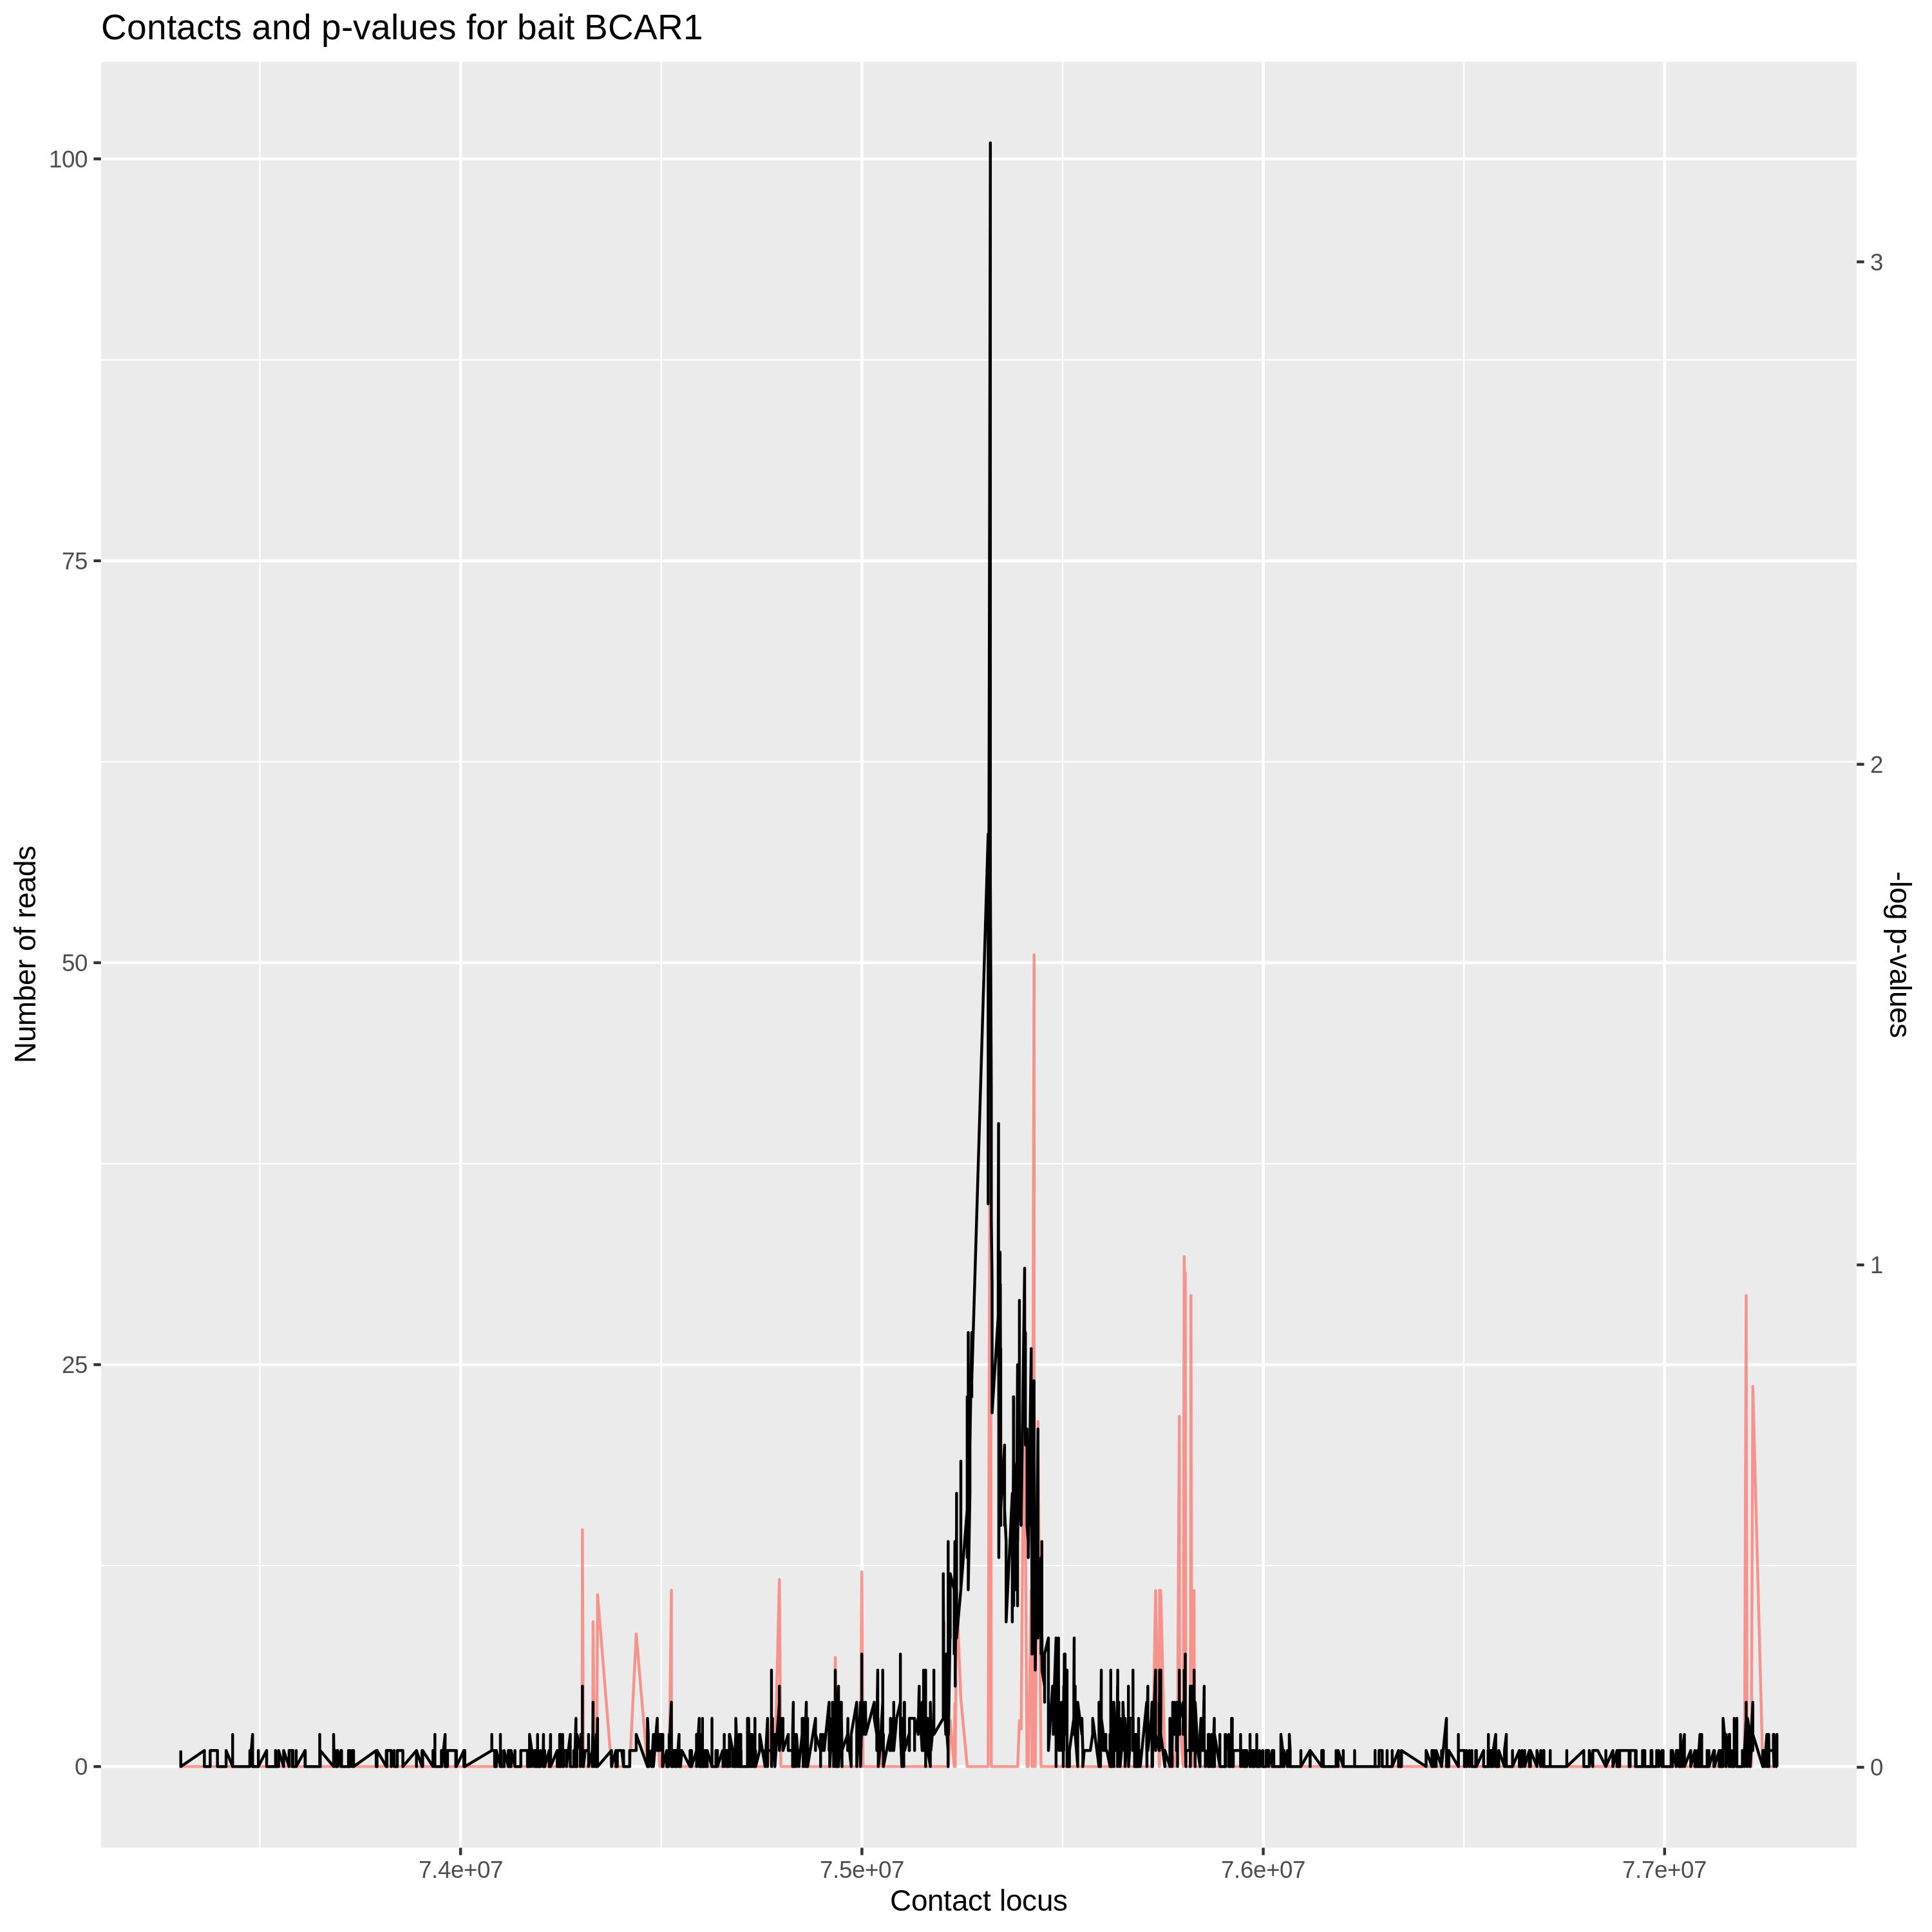 Contacts and p-values for bait BCAR1
100
75
50
25
0
Number of reads
3
2
1
0
-log p-values
7.4e+07
7.5e+07
7.6e+07
7.7e+07
Contact locus